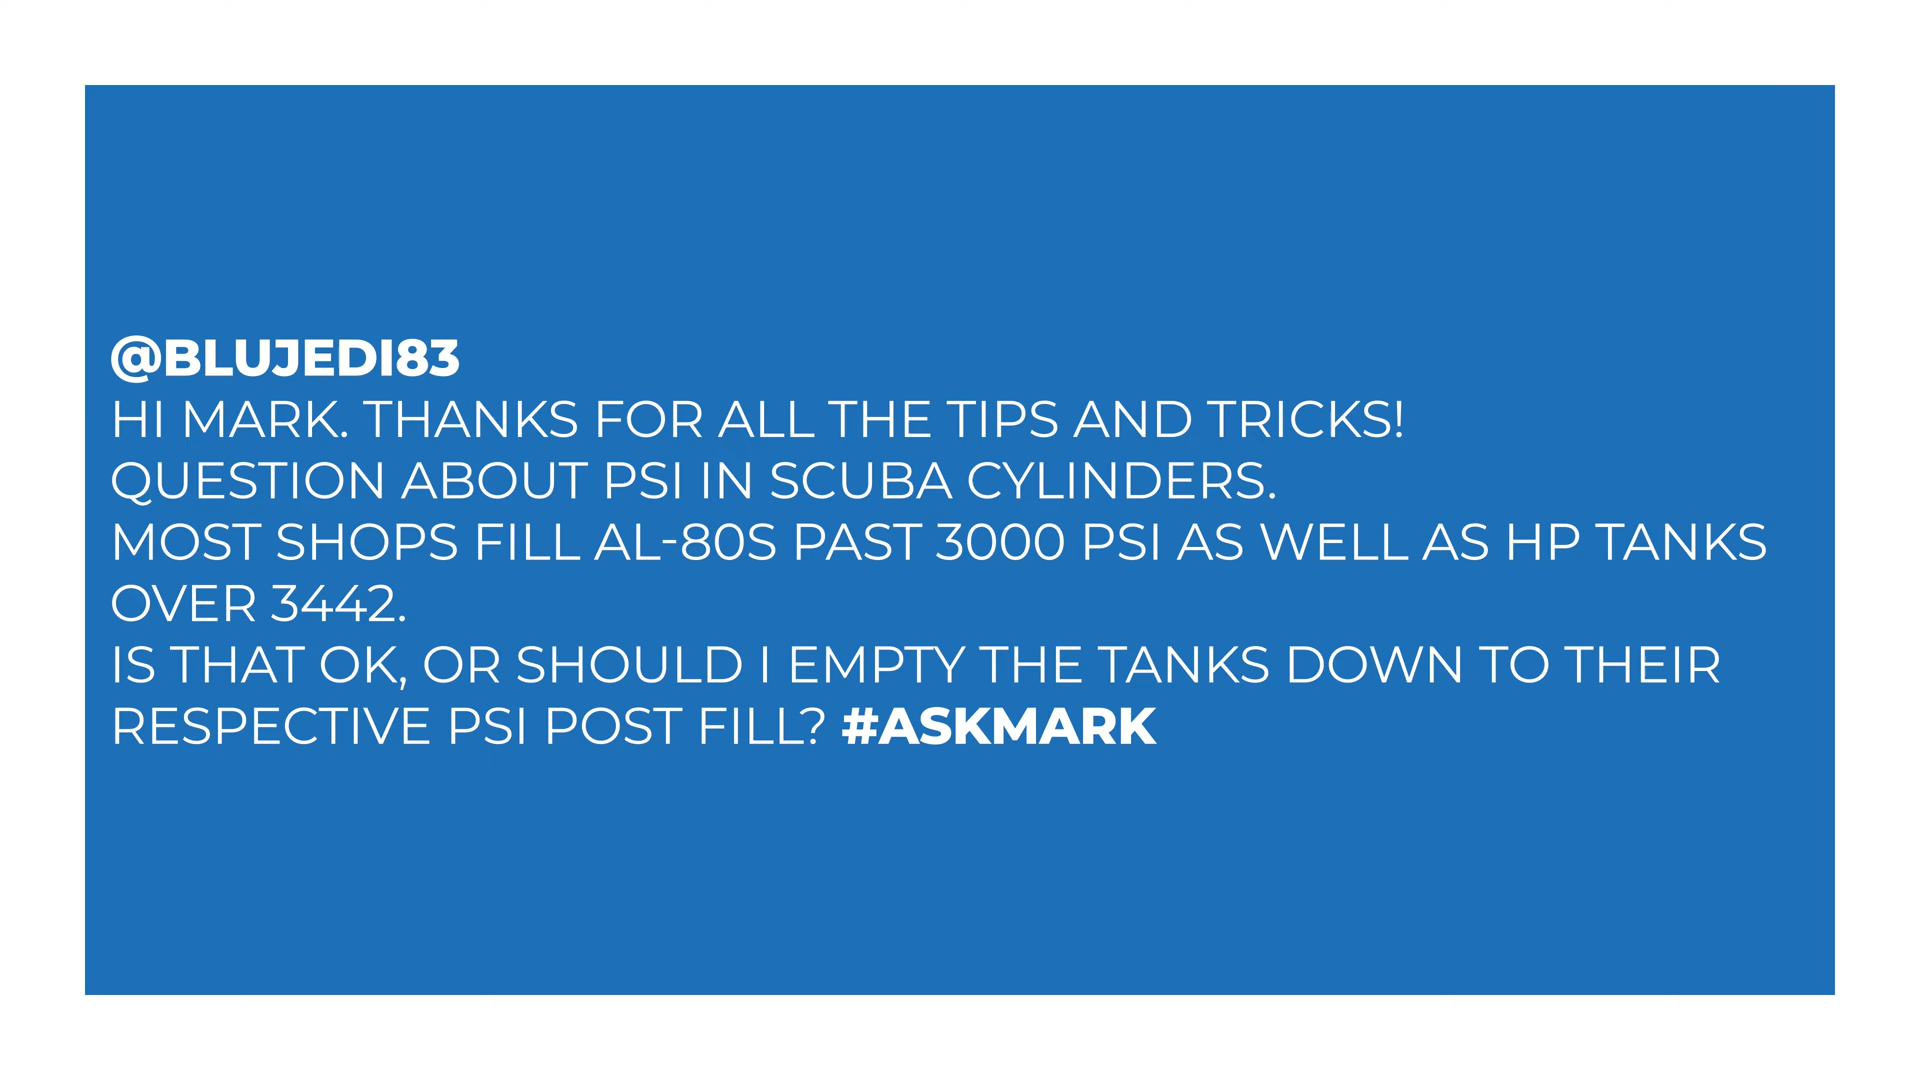 @BLUJEDI83
HI MARK. THANKS FOR ALL THE TIPS AND TRICKS!
QUESTION ABOUT PSI IN SCUBA CYLINDERS.
MOST SHOPS FILL AL-80S PAST 3000 PSI AS WELL AS HP TANKS
OVER 3442.
IS THAT OK, OR SHOULD I EMPTY THE TANKS DOWN TO THEIR
RESPECTIVE PSI POST FILL? #ASKMARK